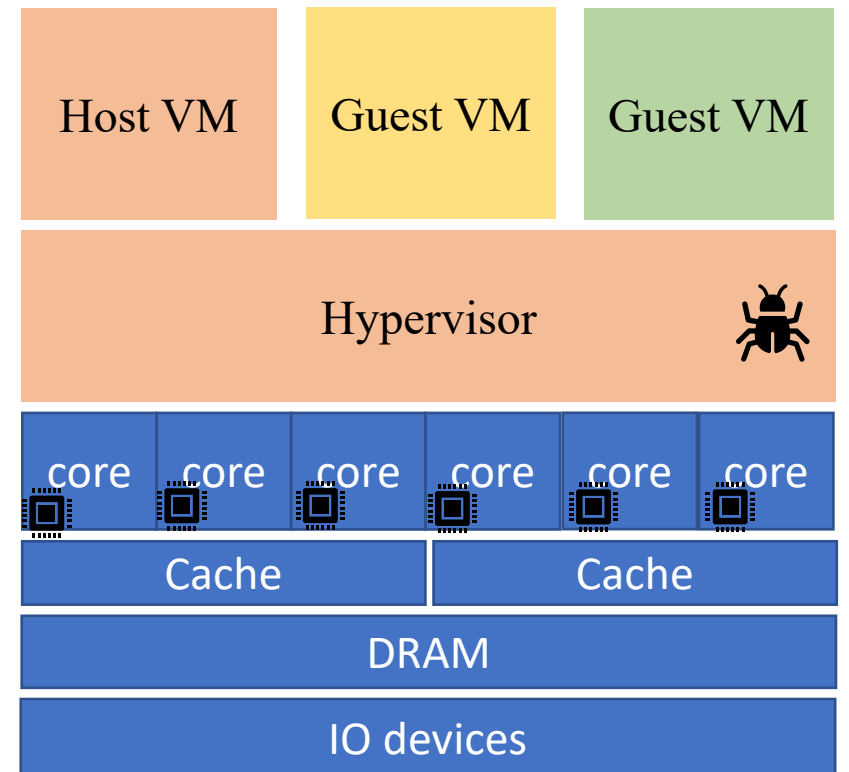 Host VM
Guest VM
Guest VM
Hypervisor
core core core core core core
Cache Cache
DRAM
IO devices